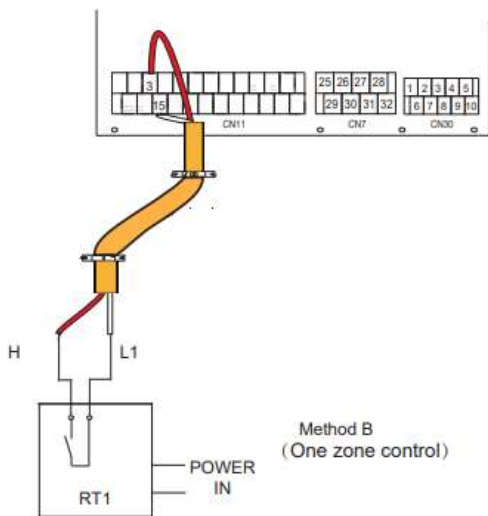 3
15
25 26 27 28
29 30 31 32
1 2 3 4 5
6 7 8 9 10
CN11 CN7 CN30
H L1
Method B
(One zone control)
POWER
IN
RT1